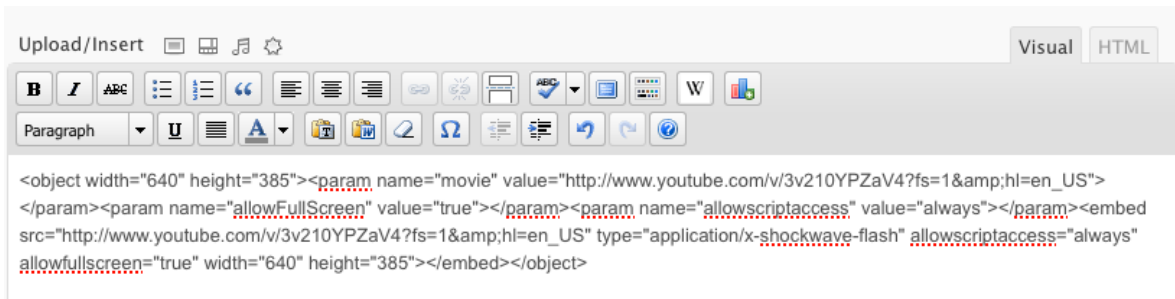 Upload/Insert
Visual HTML
B I ABC ABC W
Paragraph U A T W Ω
<object width="640" height="385"><param name="movie" value="http://www.youtube.com/v/3v210YPZaV4?fs=1&amp;hl=en_US">
</param><param name="allowFullScreen" value="true"></param><param name="allowscriptaccess" value="always"></param><embed
src="http://www.youtube.com/v/3v210YPZaV4?fs=1&amp;hl=en_US" type="application/x-shockwave-flash" allowscriptaccess="always"
allowfullscreen="true" width="640" height="385"></embed></object>